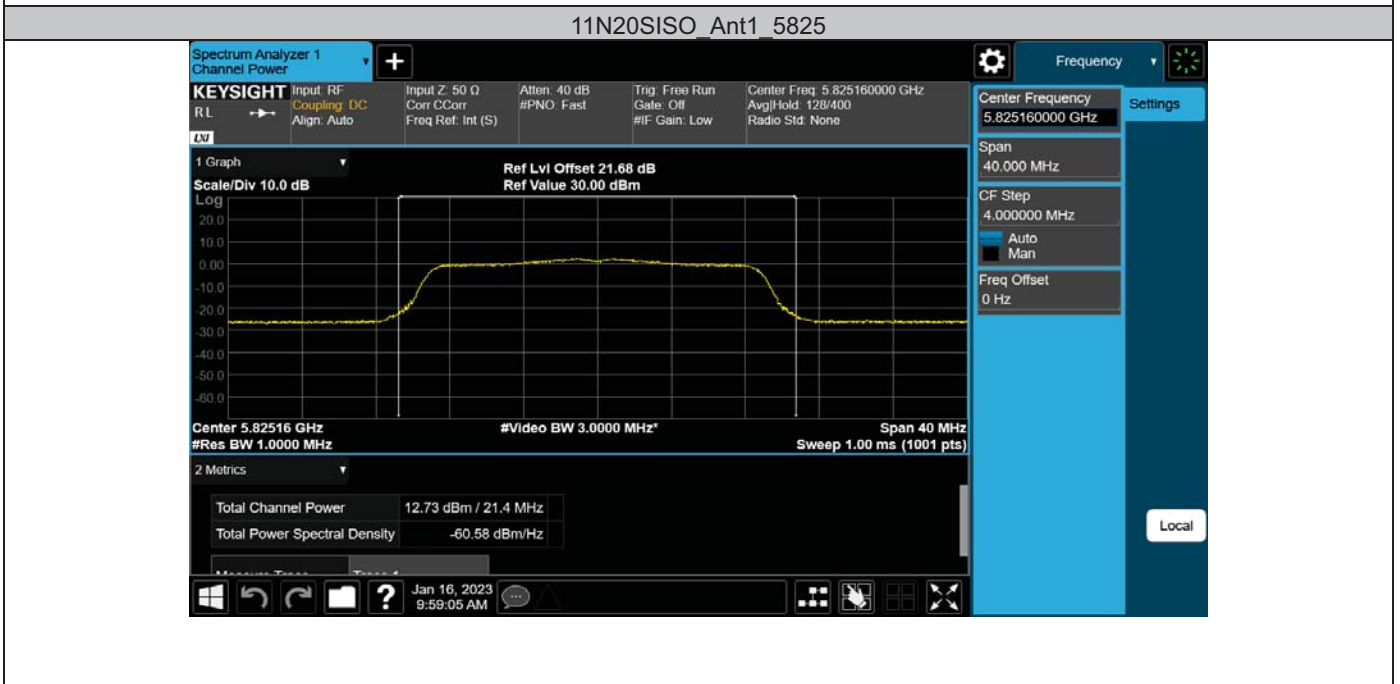 11N20SISO_Ant1_5825
Spectrum Analyzer 1
Channel Power
+
Frequency
KEYSIGHT
R L
LXI
Input: RF
Coupling: DC
Align: Auto
Input Z: 50 Ω
Corr CCorr
Freq Ref: Int (S)
Atten: 40 dB
#PNO: Fast
Trig: Free Run
Gate: Off
#IF Gain: Low
Center Freq: 5.825160000 GHz
Avg|Hold: 128/400
Radio Std: None
Center Frequency
5.825160000 GHz
Settings
Span
40.000 MHz
CF Step
4.000000 MHz
Auto
Man
Freq Offset
0 Hz
Local
1 Graph
Scale/Div 10.0 dB
Ref Lvl Offset 21.68 dB
Ref Value 30.00 dBm
Log
20.0
10.0
0.00
-10.0
-20.0
-30.0
-40.0
-50.0
-60.0
Center 5.82516 GHz
#Res BW 1.0000 MHz
#Video BW 3.0000 MHz*
Span 40 MHz
Sweep 1.00 ms (1001 pts)
2 Metrics
Total Channel Power 12.73 dBm / 21.4 MHz
Total Power Spectral Density -60.58 dBm/Hz
Measure Trace Trace 1
?
Jan 16, 2023
9:59:05 AM